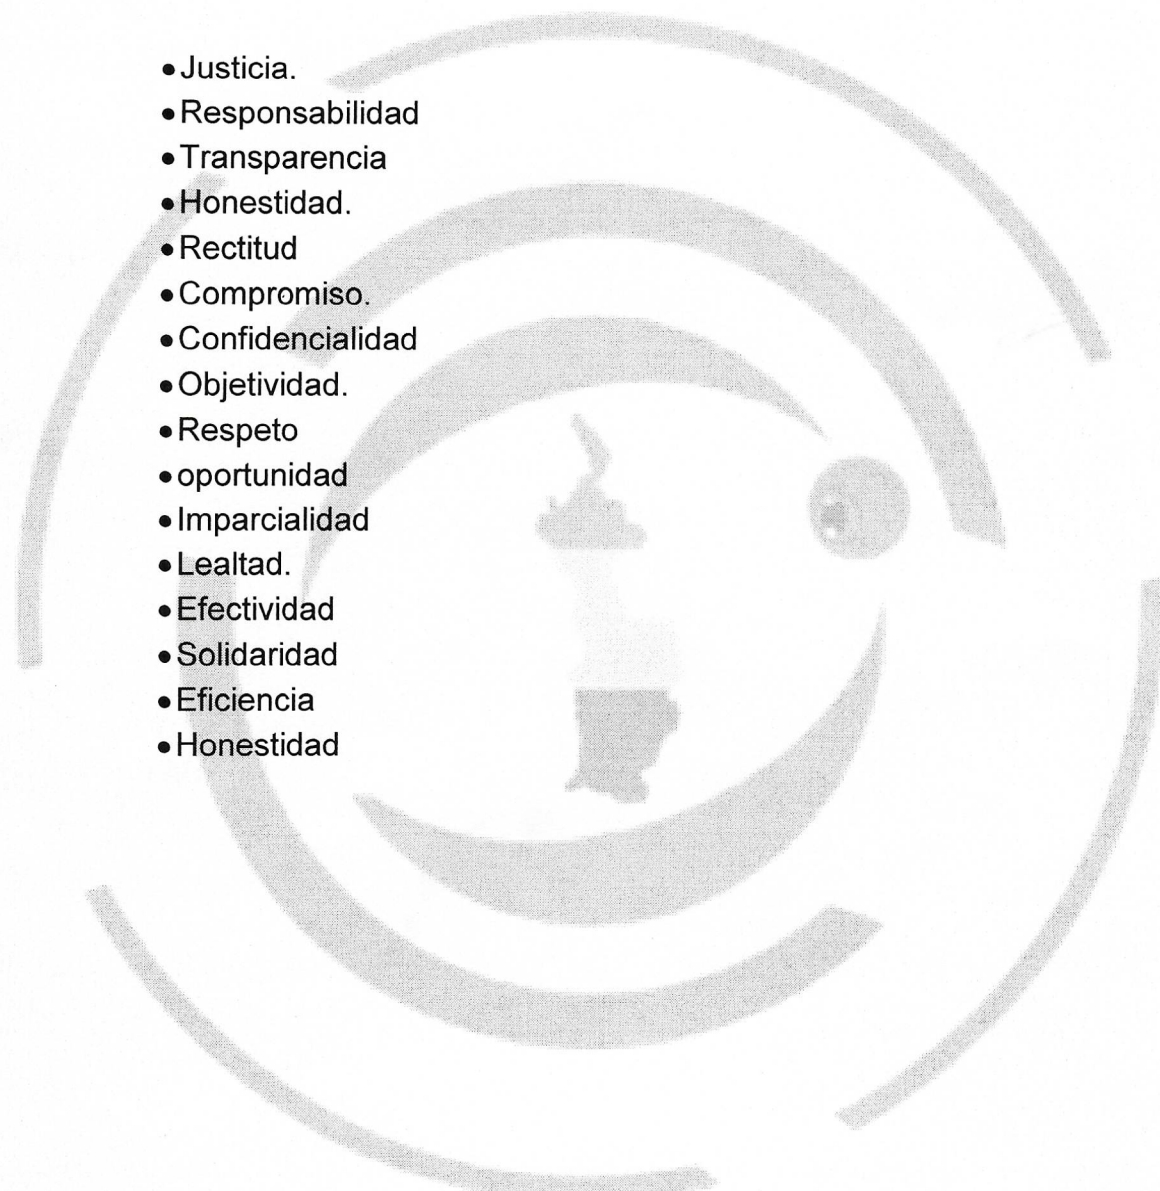 • Justicia.
• Responsabilidad
• Transparencia
• Honestidad.
• Rectitud
• Compromiso.
• Confidencialidad
• Objetividad.
• Respeto
• oportunidad
• Imparcialidad
• Lealtad.
• Efectividad
• Solidaridad
• Eficiencia
• Honestidad